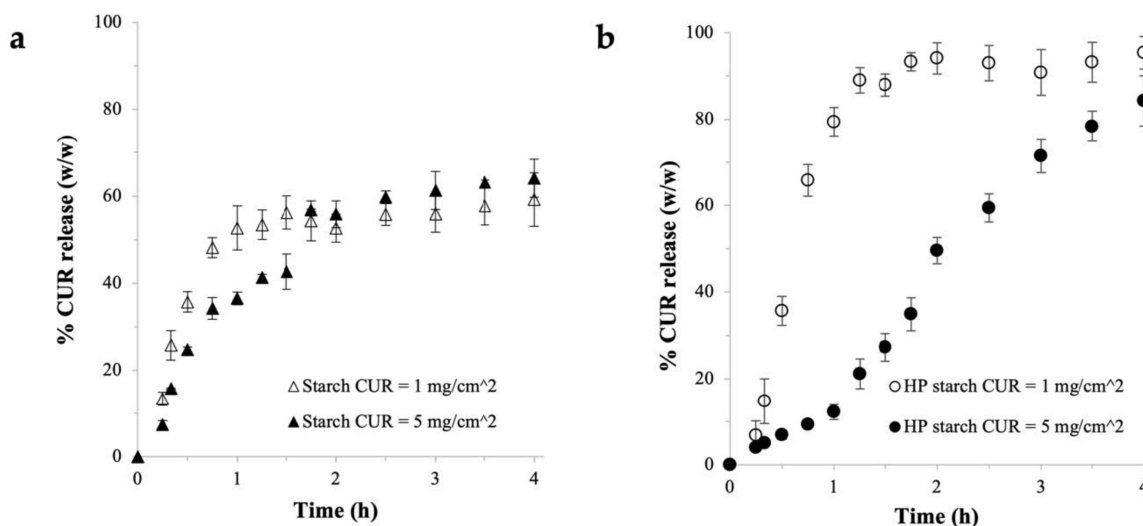 a
100
80
60
40
20
0
% CUR release (w/w)
Starch CUR = 1 mg/cm^2
Starch CUR = 5 mg/cm^2
0 1 2 3 4
Time (h)
b
100
80
60
40
20
0
% CUR release (w/w)
HP starch CUR = 1 mg/cm^2
HP starch CUR = 5 mg/cm^2
0 1 2 3 4
Time (h)